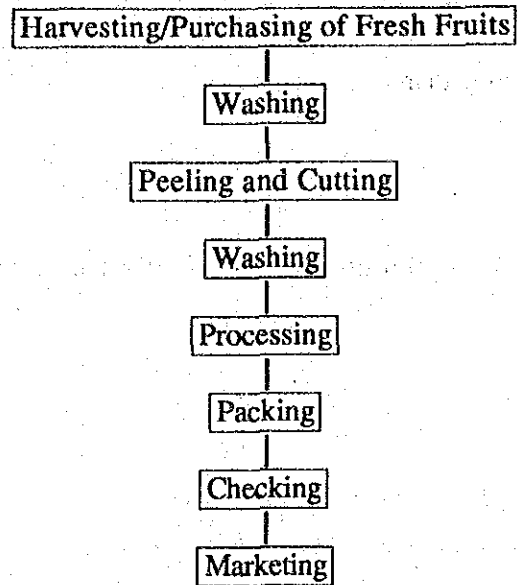 Harvesting/Purchasing of Fresh Fruits
Washing
Peeling and Cutting
Washing
Processing
Packing
Checking
Marketing